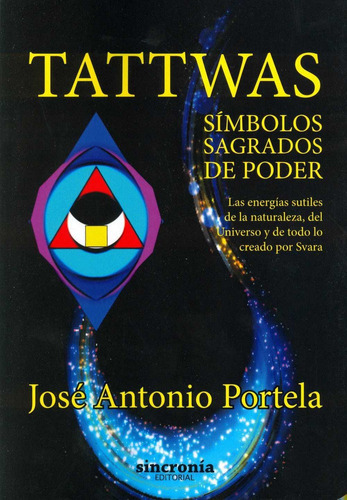 TATTWAS
SÍMBOLOS
SAGRADOS
DE PODER
Las energías sutiles
de la naturaleza, del
Universo y de todo lo
creado por Svara
José Antonio Portela
sincronía
EDITORIAL